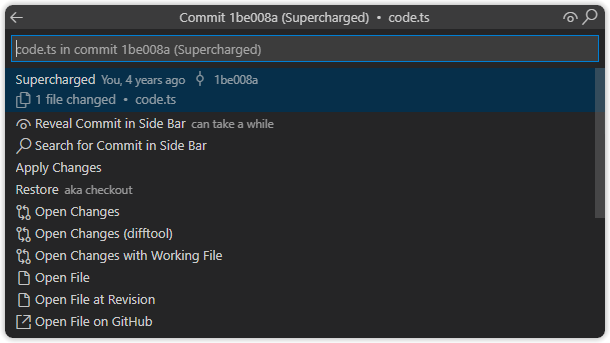 Commit 1be008a (Supercharged) • code.ts
code.ts in commit 1be008a (Supercharged)
Supercharged You, 4 years ago 1be008a
1 file changed • code.ts
Reveal Commit in Side Bar can take a while
Search for Commit in Side Bar
Apply Changes
Restore aka checkout
Open Changes
Open Changes (difftool)
Open Changes with Working File
Open File
Open File at Revision
Open File on GitHub